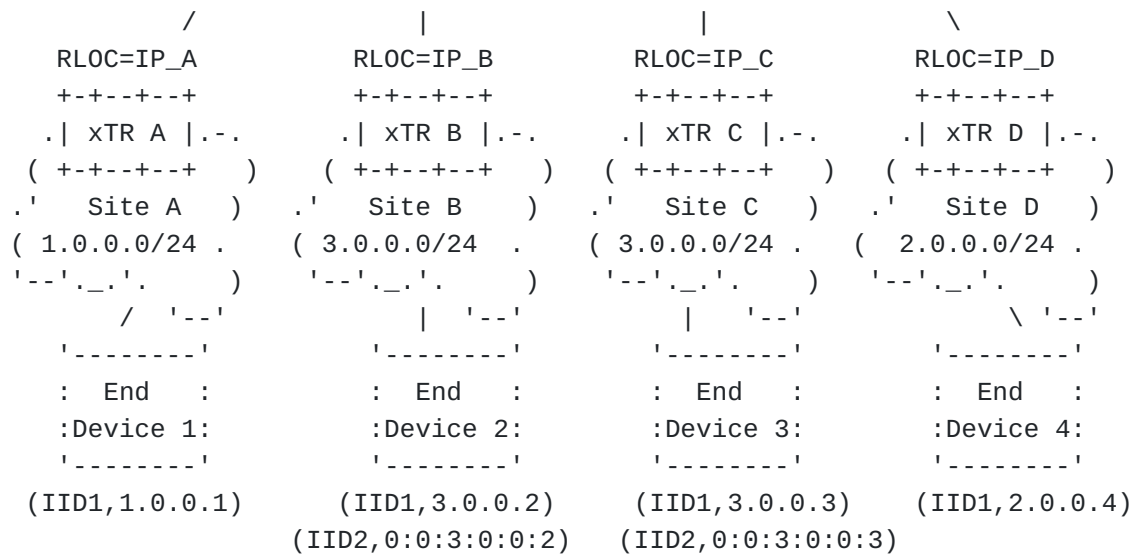 /               |                  |                \
   RLOC=IP_A          RLOC=IP_B         RLOC=IP_C         RLOC=IP_D
   +-+--+--+          +-+--+--+         +-+--+--+         +-+--+--+
  .| xTR A |.-.      .| xTR B |.-.     .| xTR C |.-.     .| xTR D |.-.
 ( +-+--+--+   )    ( +-+--+--+   )   ( +-+--+--+   )   ( +-+--+--+   )
.'   Site A   )   .'   Site B    )   .'   Site C   )   .'   Site D   )
( 1.0.0.0/24 .    ( 3.0.0.0/24  .    ( 3.0.0.0/24 .   (  2.0.0.0/24 .
'--'._.'.     )    '--'._.'.     )    '--'._.'.    )   '--'._.'.     )
       /  '--'            |  '--'          |   '--'            \ '--'
   '--------'          '--------'       '--------'        '--------'
   :  End   :          :  End   :       :  End   :        :  End   :
   :Device 1:          :Device 2:       :Device 3:        :Device 4:
   '--------'          '--------'       '--------'        '--------'
 (IID1,1.0.0.1)      (IID1,3.0.0.2)    (IID1,3.0.0.3)    (IID1,2.0.0.4)
                  (IID2,0:0:3:0:0:2)   (IID2,0:0:3:0:0:3)